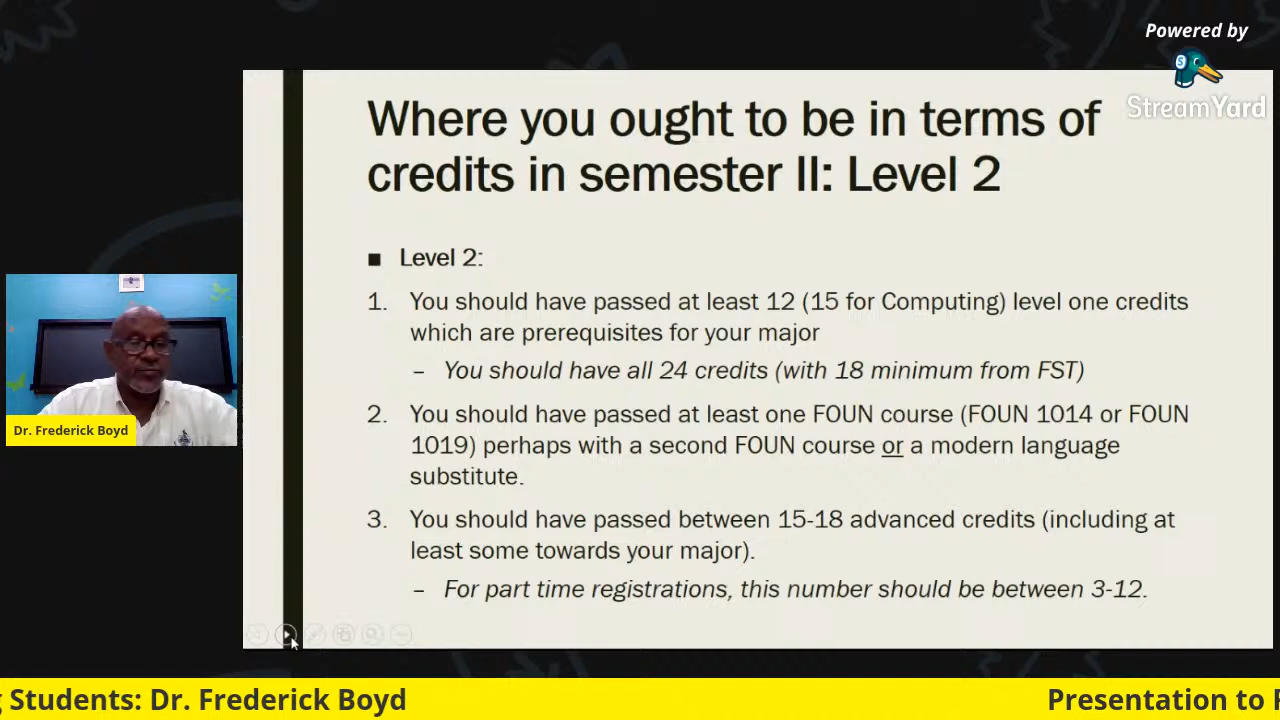 Powered by
StreamYard
Where you ought to be in terms of
credits in semester II: Level 2
■ Level 2:
1. You should have passed at least 12 (15 for Computing) level one credits
which are prerequisites for your major
– You should have all 24 credits (with 18 minimum from FST)
2. You should have passed at least one FOUN course (FOUN 1014 or FOUN
1019) perhaps with a second FOUN course or a modern language
substitute.
3. You should have passed between 15-18 advanced credits (including at
least some towards your major).
– For part time registrations, this number should be between 3-12.
Dr. Frederick Boyd
Students: Dr. Frederick Boyd
Presentation to